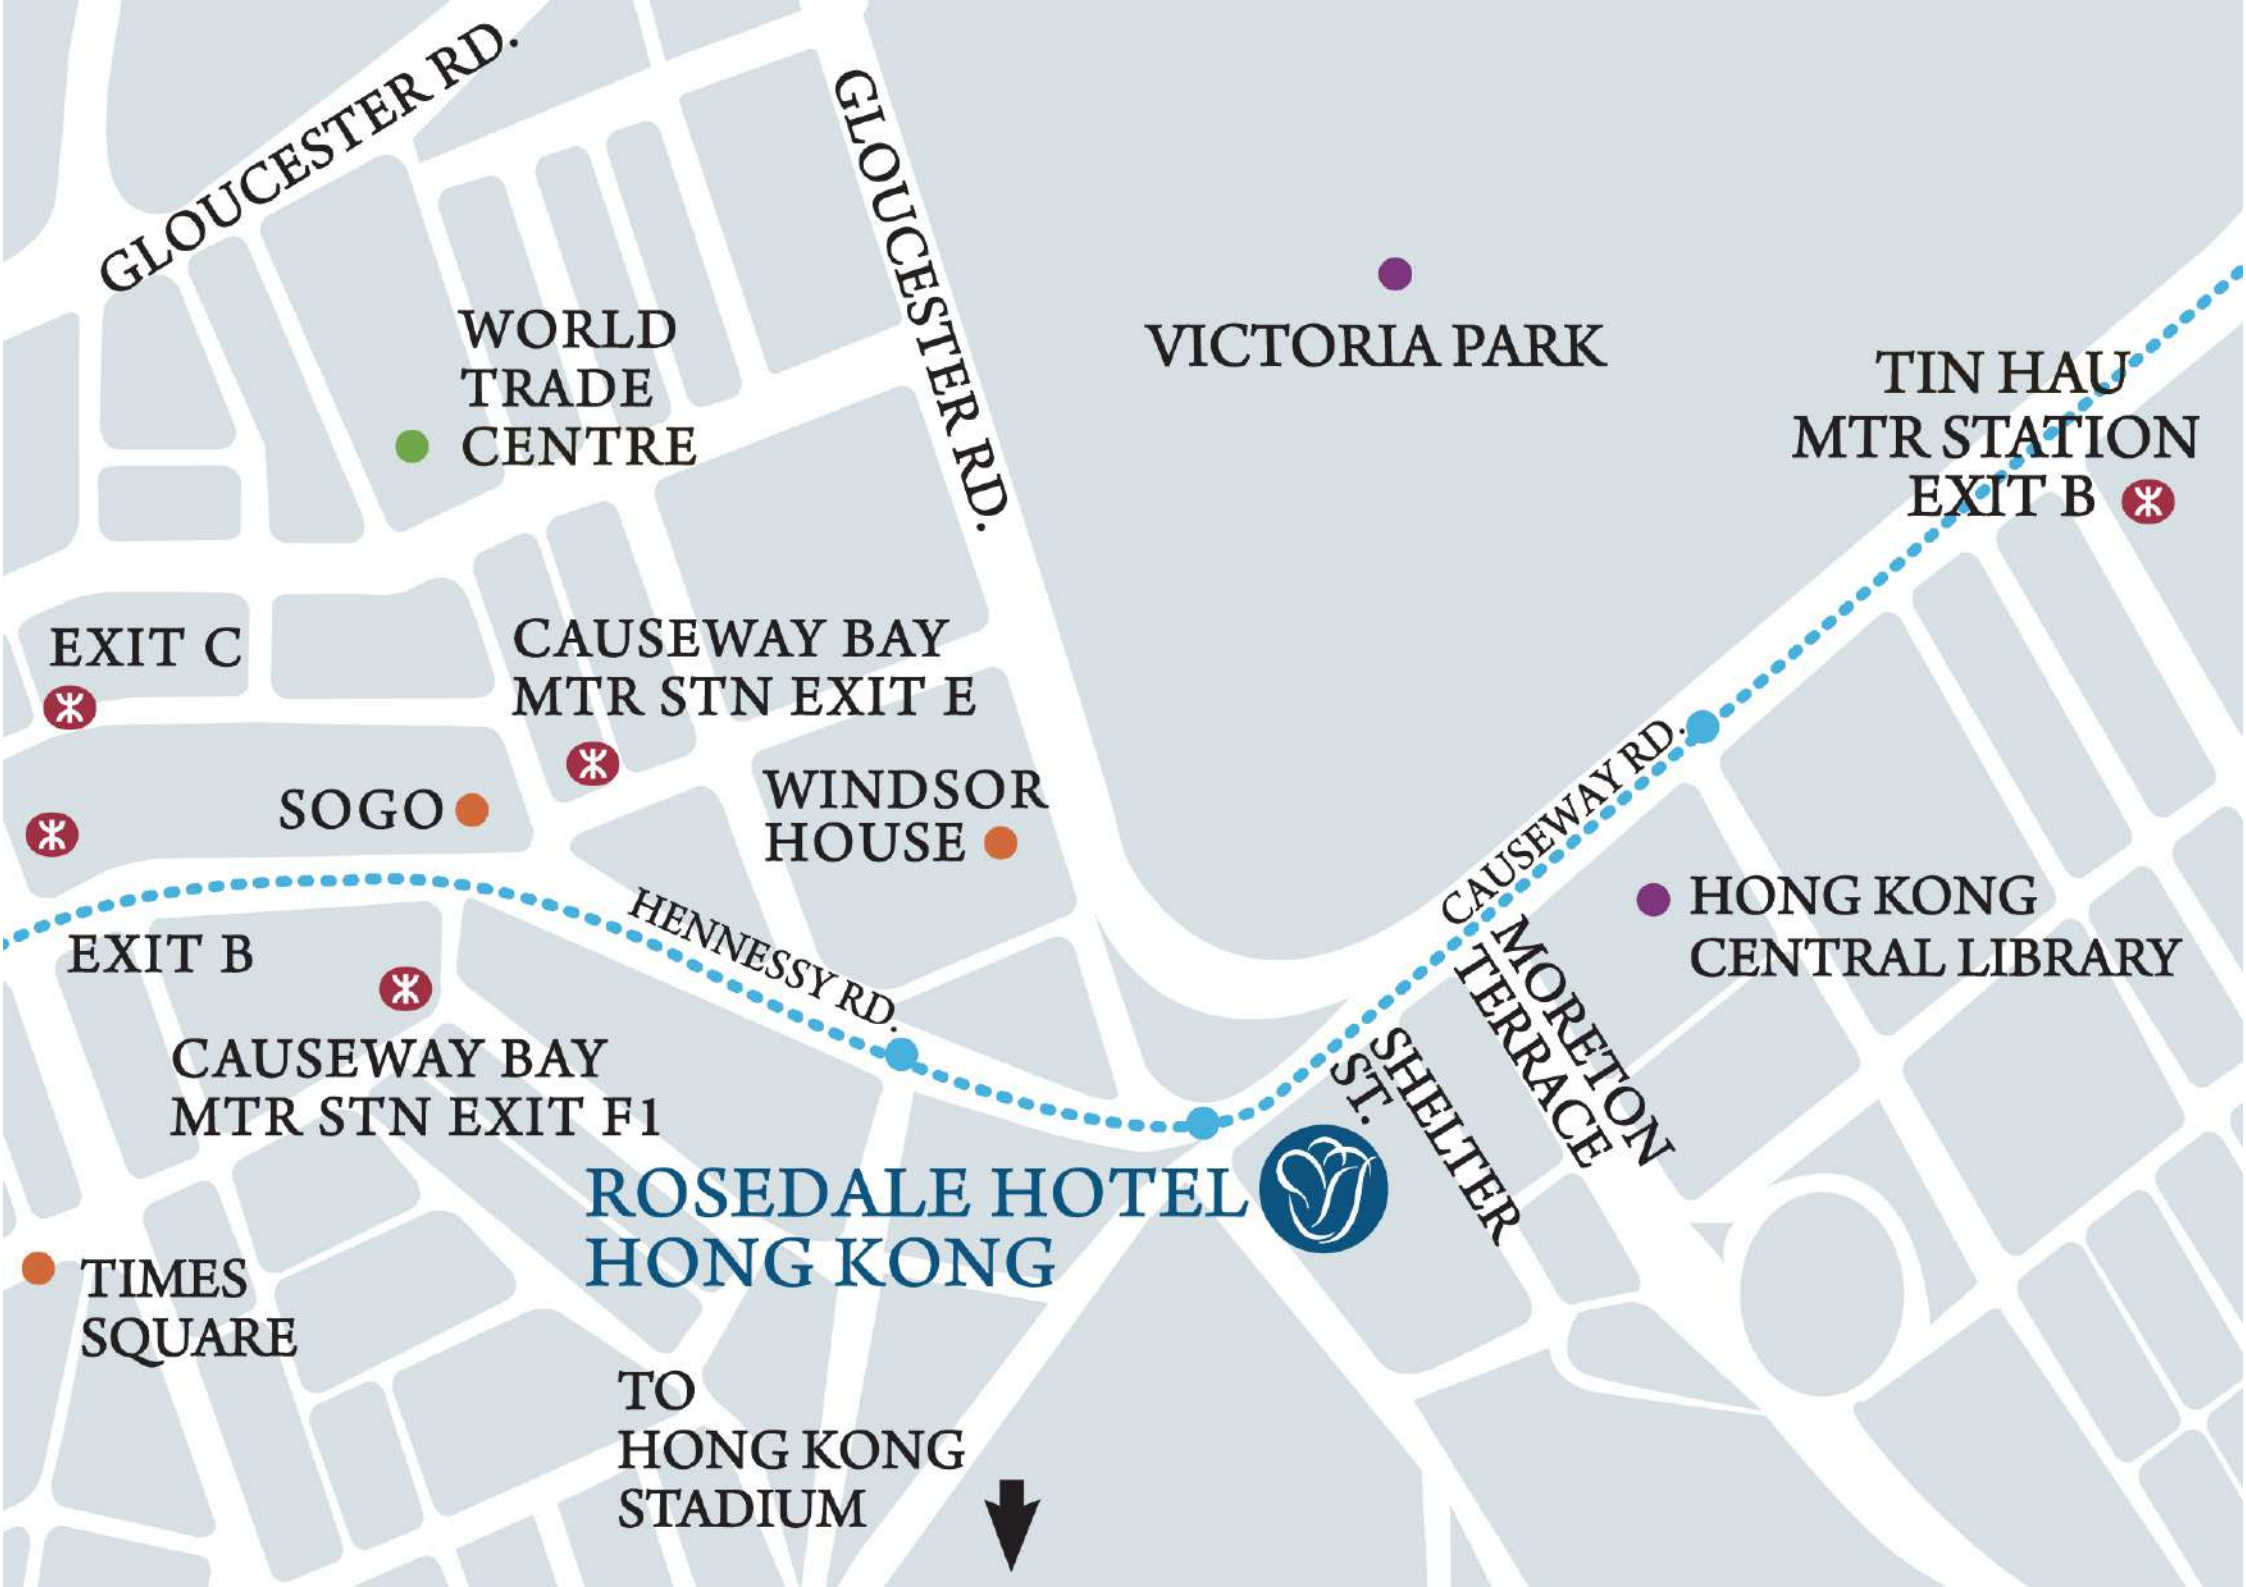 GLOUCESTER RD.
GLOUCESTER RD.
WORLD
TRADE
CENTRE
VICTORIA PARK
TIN HAU
MTR STATION
EXIT B
EXIT C
CAUSEWAY BAY
MTR STN EXIT E
SOGO
WINDSOR
HOUSE
CAUSEWAY RD.
HENNESSY RD.
EXIT B
HONG KONG
CENTRAL LIBRARY
MORETON
TERRACE
SHELTER
ST.
CAUSEWAY BAY
MTR STN EXIT F1
ROSEDALE HOTEL
HONG KONG
TIMES
SQUARE
TO
HONG KONG
STADIUM